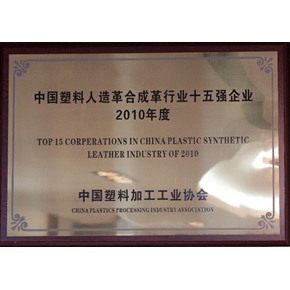 中国塑料人造革合成革行业十五强企业
2010年度
TOP 15 CORPERATIONS IN CHINA PLASTIC SYNTHETIC
LEATHER INDUSTRY OF 2010
中国塑料加工工业协会
CHINA PLASTICS PROCESSING INDUSTRY ASSOCIATION